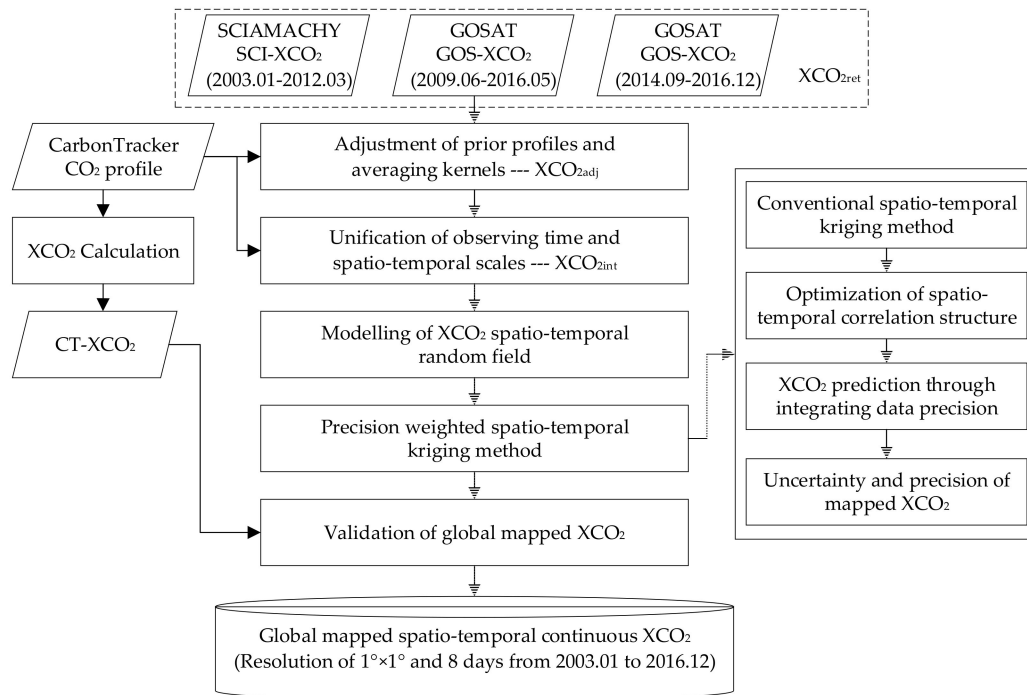 SCIAMACHY
SCI-XCO₂
(2003.01-2012.03)
GOSAT
GOS-XCO₂
(2009.06-2016.05)
GOSAT
GOS-XCO₂
(2014.09-2016.12)
XCO₂ret
CarbonTracker
CO₂ profile
XCO₂ Calculation
CT-XCO₂
Adjustment of prior profiles and
averaging kernels --- XCO₂adj
Unification of observing time and
spatio-temporal scales --- XCO₂int
Modelling of XCO₂ spatio-temporal
random field
Precision weighted spatio-temporal
kriging method
Validation of global mapped XCO₂
Global mapped spatio-temporal continuous XCO₂
(Resolution of 1°×1° and 8 days from 2003.01 to 2016.12)
Conventional spatio-temporal
kriging method
Optimization of spatio-
temporal correlation structure
XCO₂ prediction through
integrating data precision
Uncertainty and precision of
mapped XCO₂